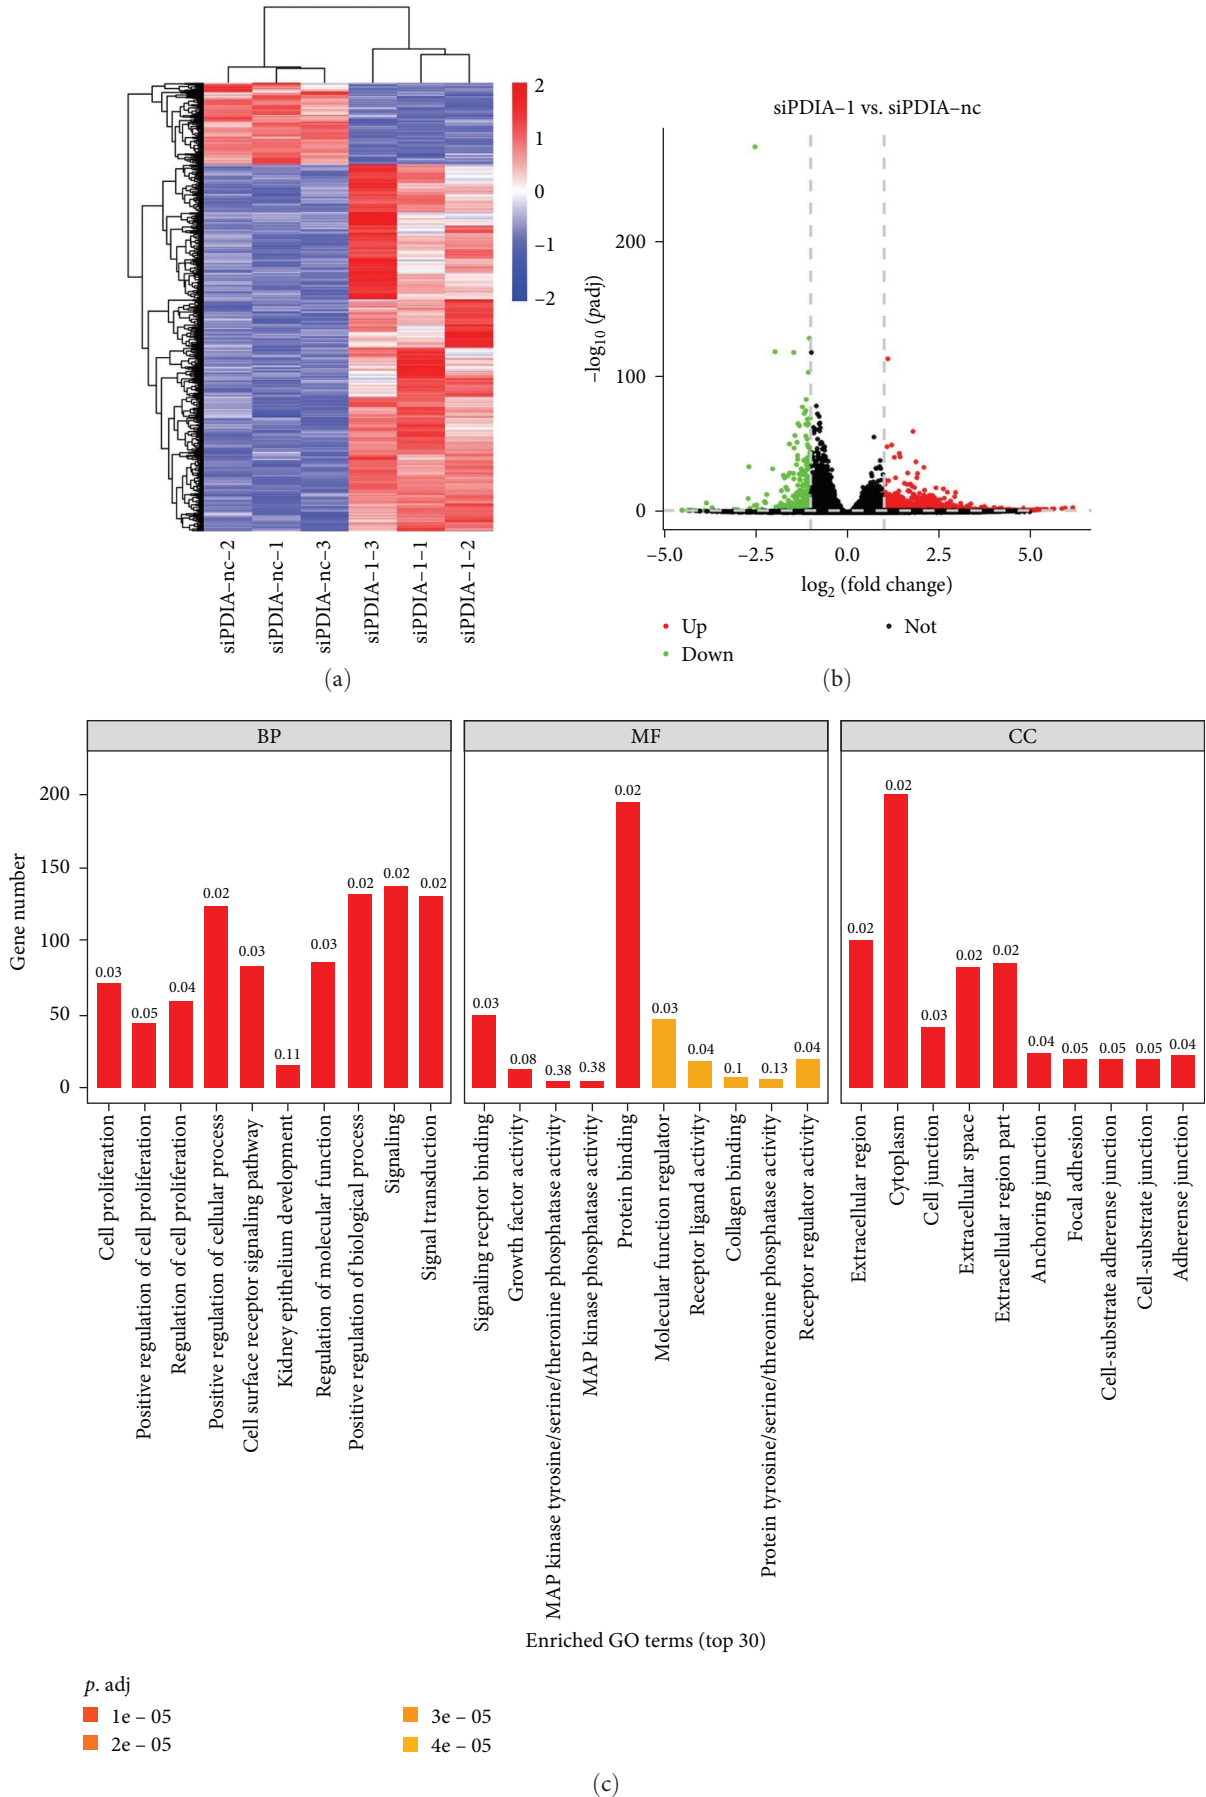 2
1
0
−1
−2
siPDIA–nc–2
siPDIA–nc–1
siPDIA–nc–3
siPDIA–1–3
siPDIA–1–1
siPDIA–1–2
(a)
siPDIA–1 vs. siPDIA–nc
200
100
0
–log10 (padj)
−5.0
−2.5
0.0
2.5
5.0
log2 (fold change)
Up
Not
Down
(b)
BP
MF
CC
Gene number
200
150
100
50
0
0.03
0.05
0.04
0.02
0.03
0.11
0.03
0.02
0.02
0.02
0.03
0.08
0.38
0.38
0.02
0.03
0.04
0.1
0.13
0.04
0.02
0.02
0.03
0.02
0.02
0.04
0.05
0.05
0.05
0.04
Cell proliferation
Positive regulation of cell proliferation
Regulation of cell proliferation
Positive regulation of cellular process
Cell surface receptor signaling pathway
Kidney epithelium development
Regulation of molecular function
Positive regulation of biological process
Signaling
Signal transduction
Signaling recptor binding
Growth factor activity
MAP kinase tyrosine/serine/theronine phosphatase activity
MAP kinase phosphatase activity
Protein binding
Molecular function regulator
Receptor ligand activity
Collagen binding
Protein tyrosine/serine/threonine phosphatase activity
Receptor regulator activity
Extracellular region
Cytoplasm
Cell junction
Extracellular space
Extracellular region part
Anchoring junction
Focal adhesion
Cell-substrate adherense junction
Cell-substrate junction
Adherense junction
Enriched GO terms (top 30)
p. adj
1e – 05
3e – 05
2e – 05
4e – 05
(c)